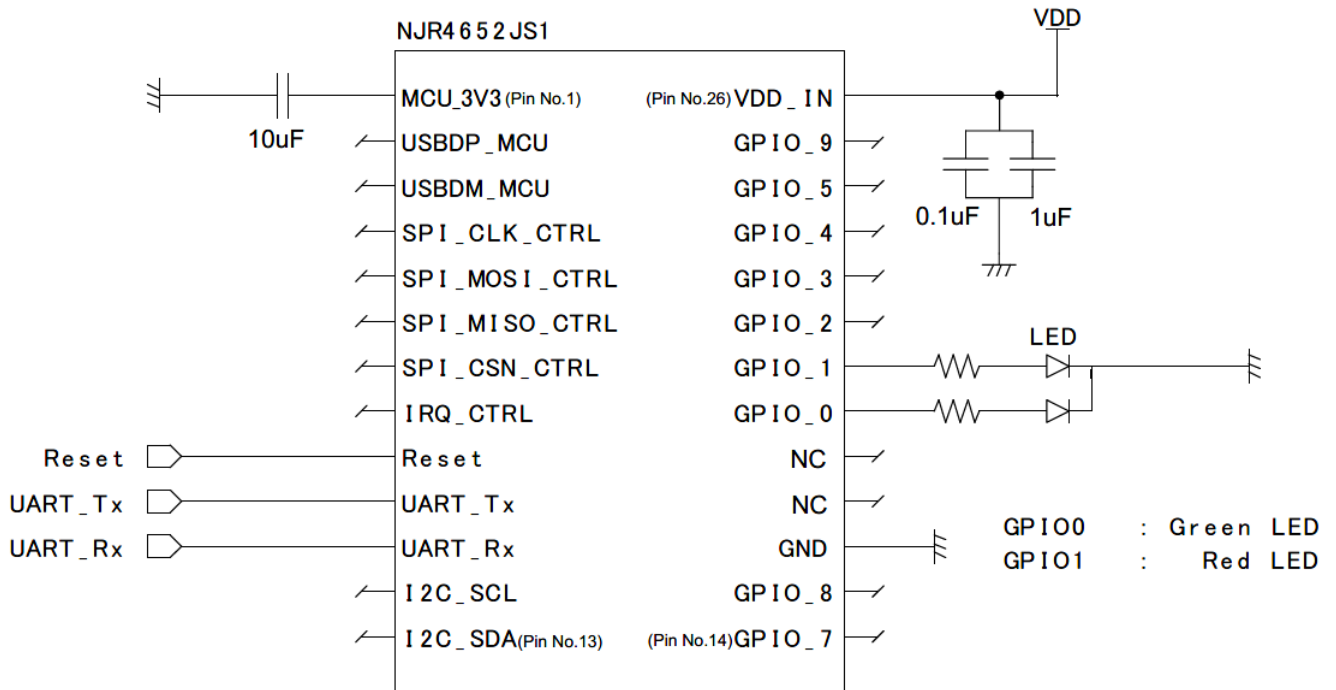 NJR4652JS1
VDD
MCU_3V3(Pin No.1)
(Pin No.26)VDD_IN
10uF
USBDP_MCU
GPIO_9
USBDM_MCU
GPIO_5
0.1uF
1uF
SPI_CLK_CTRL
GPIO_4
SPI_MOSI_CTRL
GPIO_3
SPI_MISO_CTRL
GPIO_2
LED
SPI_CSN_CTRL
GPIO_1
IRQ_CTRL
GPIO_0
Reset
Reset
NC
UART_Tx
UART_Tx
NC
UART_Rx
UART_Rx
GND
GPIO0 : Green LED
GPIO1 : Red LED
I2C_SCL
GPIO_8
I2C_SDA(Pin No.13)
(Pin No.14)GPIO_7